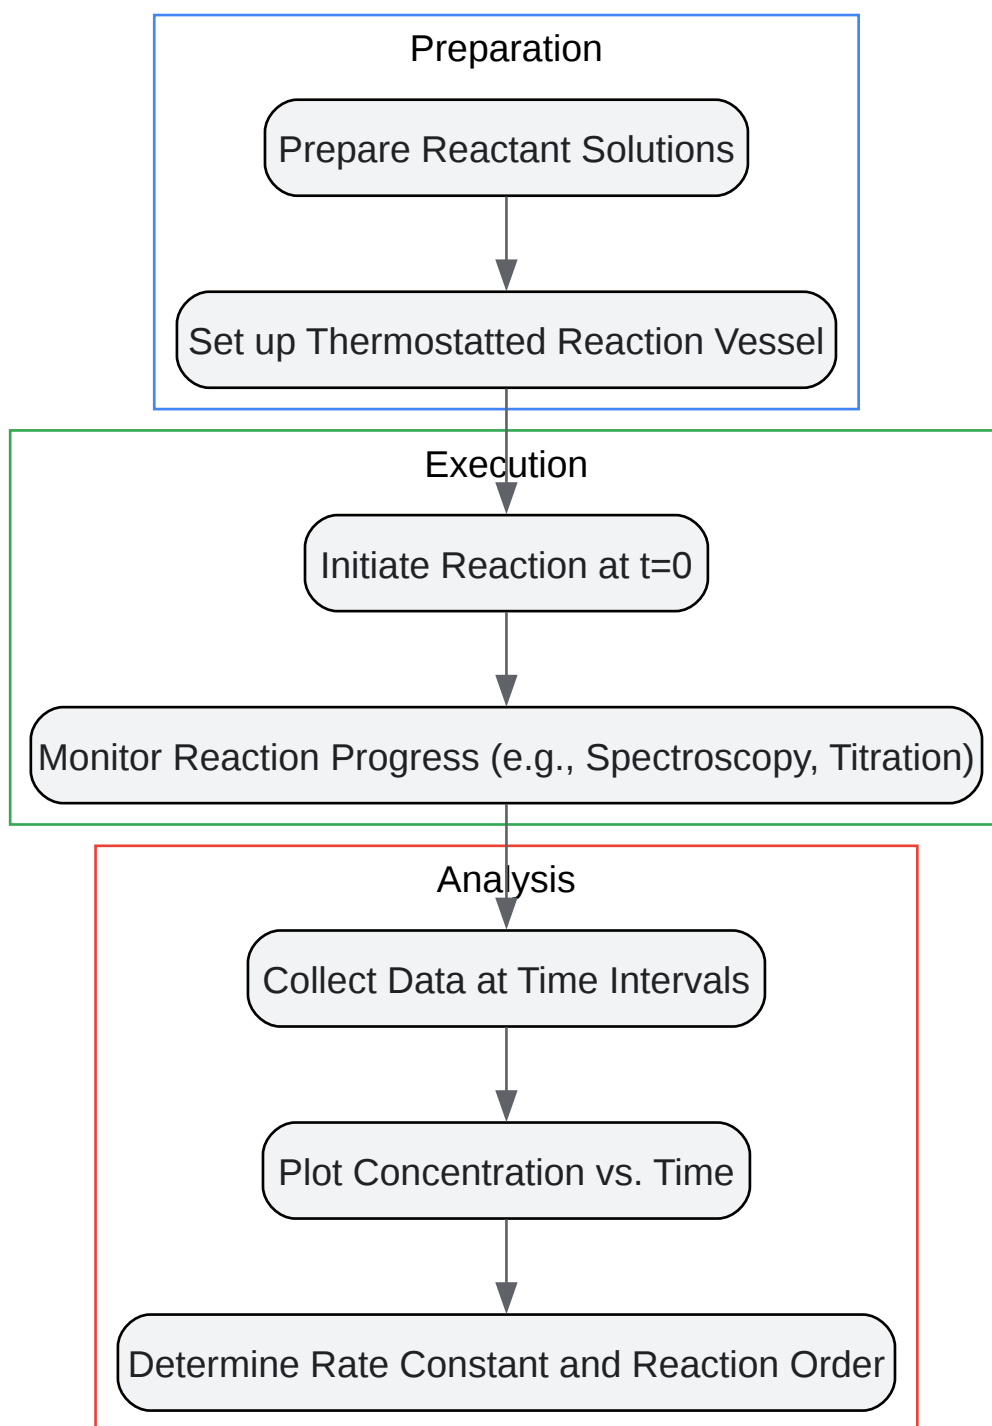 Preparation
Prepare Reactant Solutions
Set up Thermostatted Reaction Vessel
Execution
Initiate Reaction at t=0
Monitor Reaction Progress (e.g., Spectroscopy, Titration)
Analysis
Collect Data at Time Intervals
Plot Concentration vs. Time
Determine Rate Constant and Reaction Order